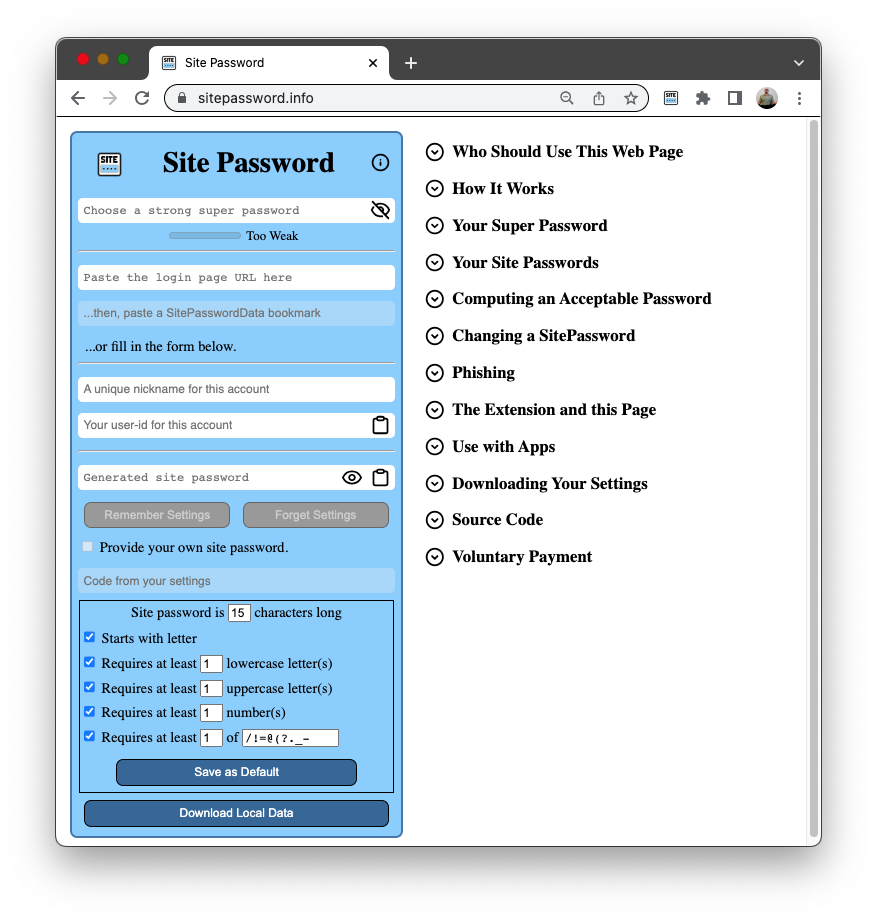 Site Password
sitepassword.info
SITE
Site Password
Choose a strong super password
Too Weak
Paste the login page URL here
...then, paste a SitePasswordData bookmark
...or fill in the form below.
A unique nickname for this account
Your user-id for this account
Generated site password
Remember Settings Forget Settings
Provide your own site password.
Code from your settings
Site password is 15 characters long
Starts with letter
Requires at least 1 lowercase letter(s)
Requires at least 1 uppercase letter(s)
Requires at least 1 number(s)
Requires at least 1 of /!=@(?._-
Save as Default
Download Local Data
Who Should Use This Web Page
How It Works
Your Super Password
Your Site Passwords
Computing an Acceptable Password
Changing a SitePassword
Phishing
The Extension and this Page
Use with Apps
Downloading Your Settings
Source Code
Voluntary Payment